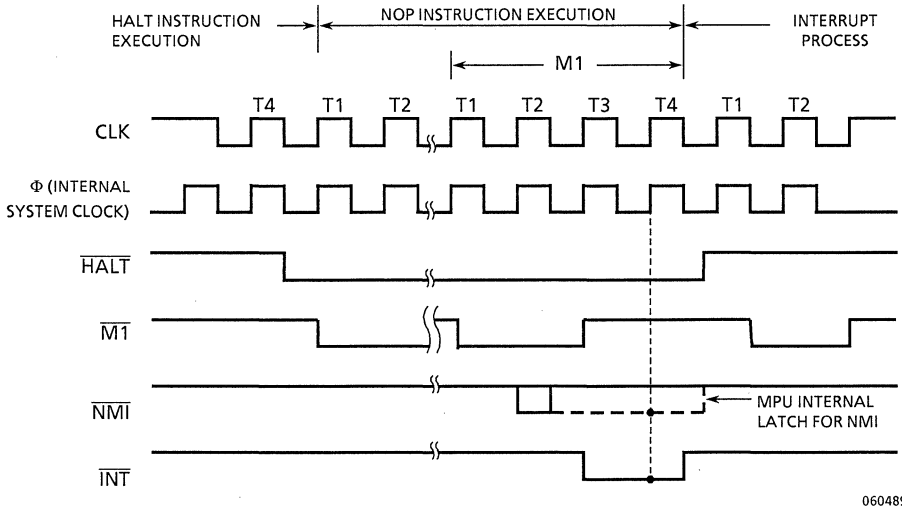 HALT INSTRUCTION
EXECUTION
NOP INSTRUCTION EXECUTION
INTERRUPT
PROCESS
M1
T4 T1 T2 T1 T2 T3 T4 T1 T2
CLK
Φ (INTERNAL
SYSTEM CLOCK)
HALT
M1
NMI
MPU INTERNAL
LATCH FOR NMI
INT
060489